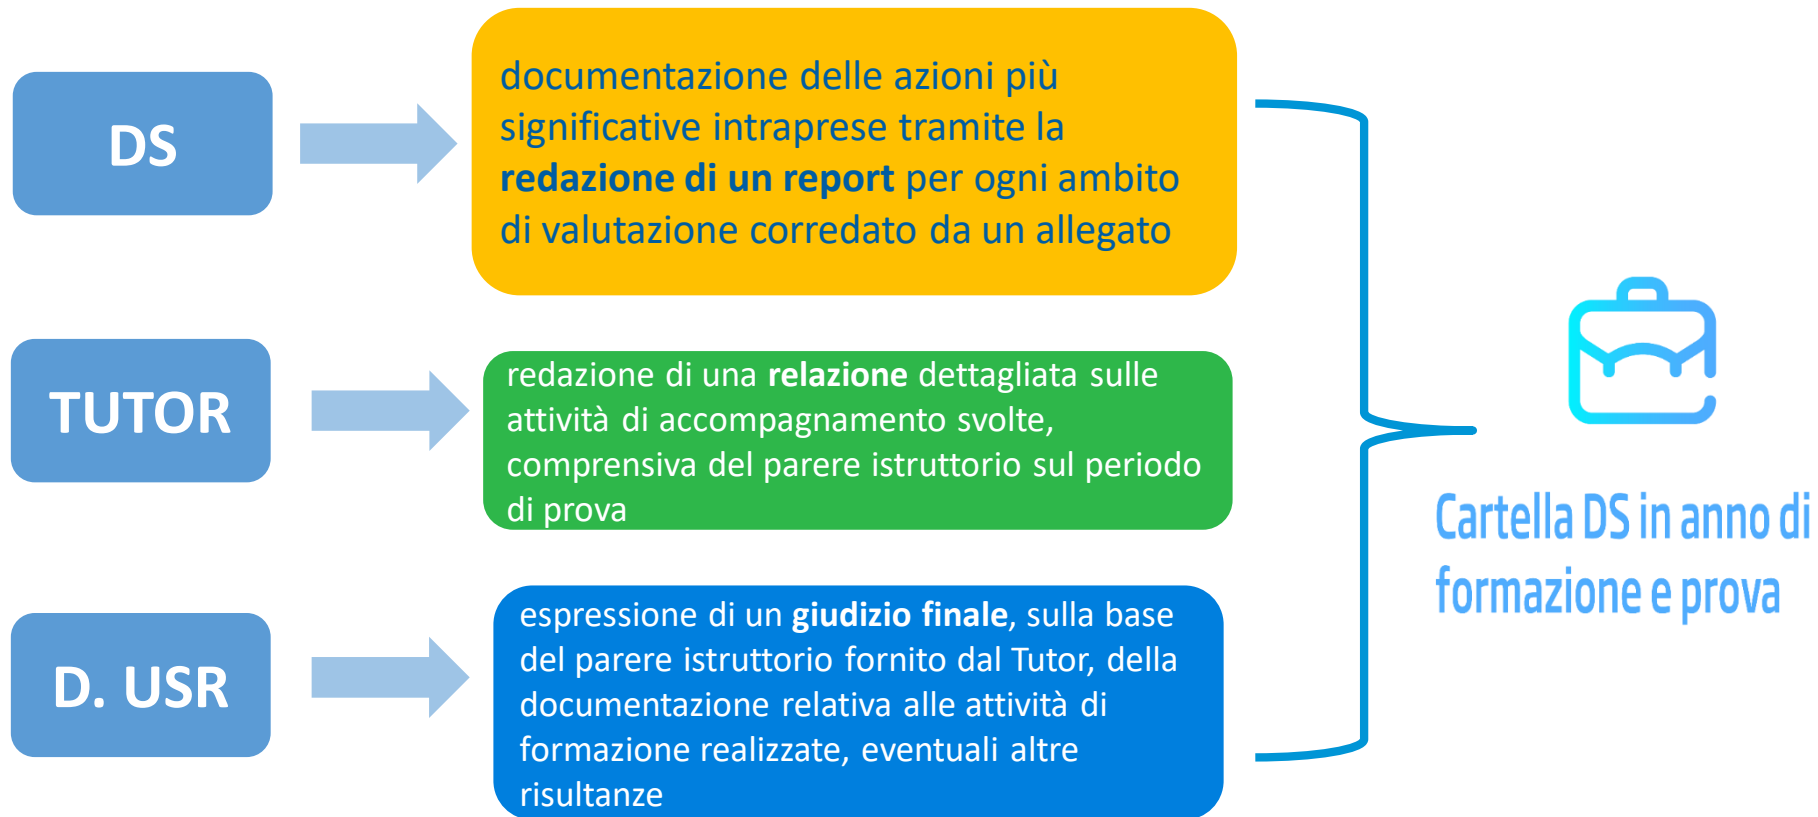 DS
documentazione delle azioni più
significative intraprese tramite la
redazione di un report per ogni ambito
di valutazione corredato da un allegato
TUTOR
redazione di una relazione dettagliata sulle
attività di accompagnamento svolte,
comprensiva del parere istruttorio sul periodo
di prova
D. USR
espressione di un giudizio finale, sulla base
del parere istruttorio fornito dal Tutor, della
documentazione relativa alle attività di
formazione realizzate, eventuali altre
risultanze
Cartella DS in anno di
formazione e prova